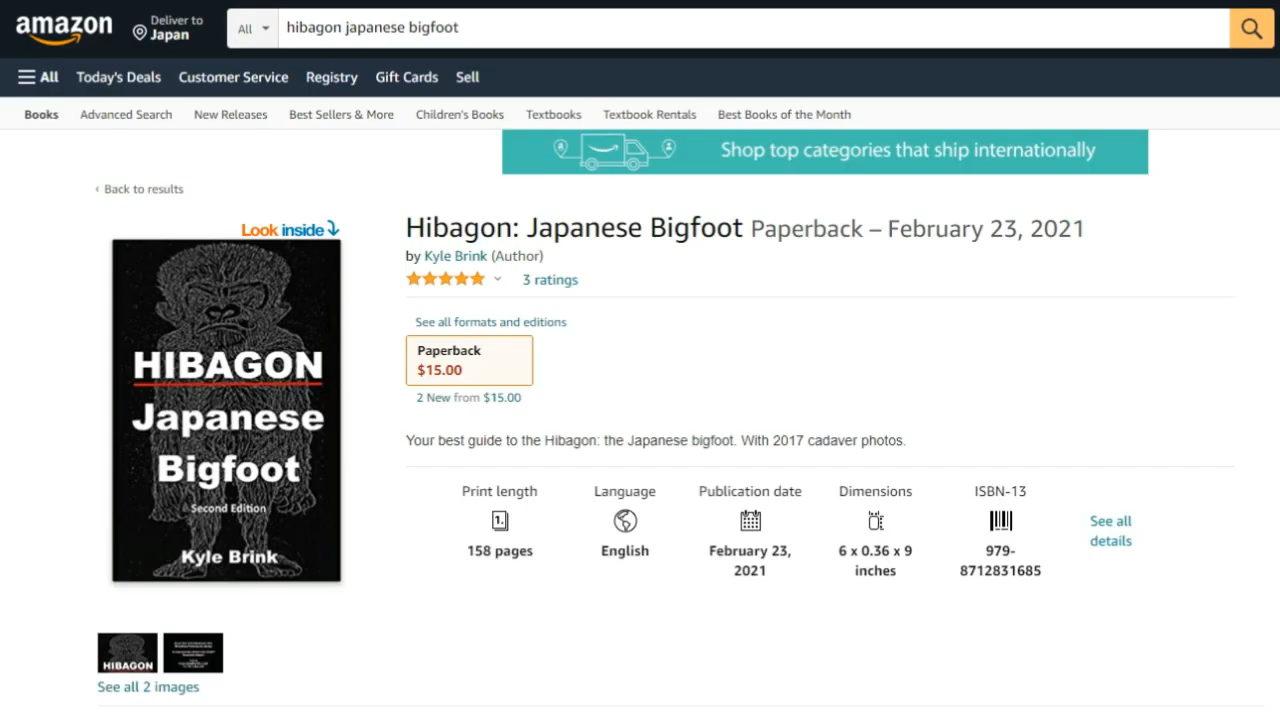 amazon
Deliver to
Japan
All
hibagon japanese bigfoot
All Today's Deals Customer Service Registry Gift Cards Sell
Books Advanced Search New Releases Best Sellers & More Children's Books Textbooks Textbook Rentals Best Books of the Month
Shop top categories that ship internationally
‹ Back to results
Look inside
HIBAGON
Japanese
Bigfoot
Second Edition
Kyle Brink
HIBAGON
See all 2 images
Hibagon: Japanese Bigfoot Paperback – February 23, 2021
by Kyle Brink (Author)
3 ratings
See all formats and editions
Paperback
$15.00
2 New from $15.00
Your best guide to the Hibagon: the Japanese bigfoot. With 2017 cadaver photos.
Print length Language Publication date Dimensions ISBN-13
1.
158 pages English February 23, 6 x 0.36 x 9 979-
2021 inches 8712831685
See all
details